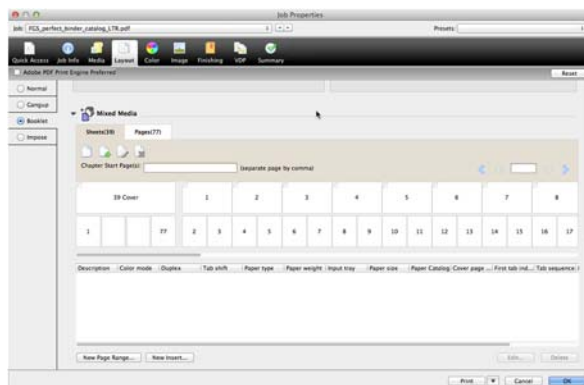 Job Properties
Job: FGS_perfect_binder_catalog_LTR.pdf
Presets:
Quick Access Job Info Media Layout Color Image Finishing VDP Summary
Adobe PDF Print Engine Preferred
Reset
Normal
Gangup
Booklet
Impose
Mixed Media
Sheets(39) Pages(77)
Chapter Start Page(s): (separate page by comma)
39 Cover 1 2 3 4 5 6 7 8
1 77 2 3 4 5 6 7 8 9 10 11 12 13 14 15 16 17
Description Color mode Duplex Tab shift Paper type Paper weight Input tray Paper size Paper Catalog Cover page ... First tab ind... Tab sequence
New Page Range... New Insert... Edit... Delete
Print Cancel OK